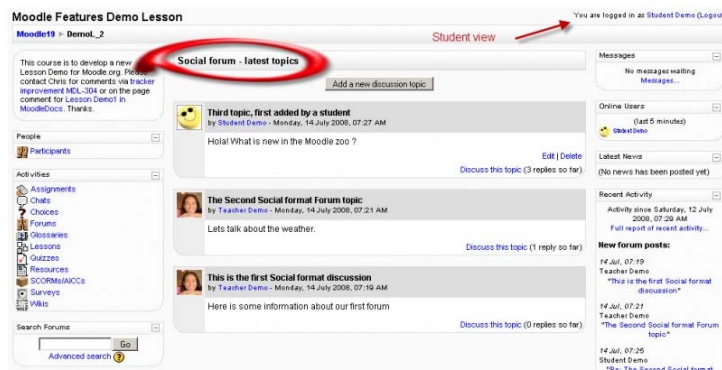 Moodle Features Demo Lesson
You are logged in as Student Demo (Logout
Student view
Moodle19 ► DemoL_2
This course is to develop a new
Lesson Demo for Moodle.org. Please
contact Chris for comments via tracker
improvement MDL-304 or on the page
comment for Lesson Demo1 in
MoodleDocs. Thanks.
People
Participants
Activities
Assignments
Chats
Choices
Forums
Glossaries
Lessons
Quizzes
Resources
SCORMs/AICCs
Surveys
Wikis
Search Forums
Go
Advanced search
Social forum - latest topics
Add a new discussion topic
Third topic, first added by a student
by Student Demo - Monday, 14 July 2008, 07:27 AM
Hola! What is new in the Moodle zoo ?
Edit | Delete
Discuss this topic (3 replies so far)
The Second Social format Forum topic
by Teacher Demo - Monday, 14 July 2008, 07:21 AM
Lets talk about the weather.
Discuss this topic (1 reply so far)
This is the first Social format discussion
by Teacher Demo - Monday, 14 July 2008, 07:19 AM
Here is some information about our first forum
Discuss this topic (0 replies so far)
Messages
No messages waiting
Messages...
Online Users
(last 5 minutes)
Student Demo
Latest News
(No news has been posted yet)
Recent Activity
Activity since Saturday, 12 July
2008, 07:29 AM
Full report of recent activity...
New forum posts:
14 Jul, 07:19
Teacher Demo
"This is the first Social format
discussion"
14 Jul, 07:21
Teacher Demo
"The Second Social format Forum
topic"
14 Jul, 07:25
Student Demo
"Re: The Second Social format